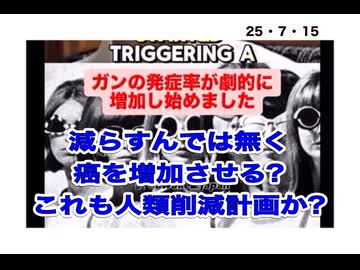 25・7・15
TRIGGERING A
ガンの発症率が劇的に
増加し始めました
減らすんでは無く
癌を増加させる?
これも人類削減計画か?